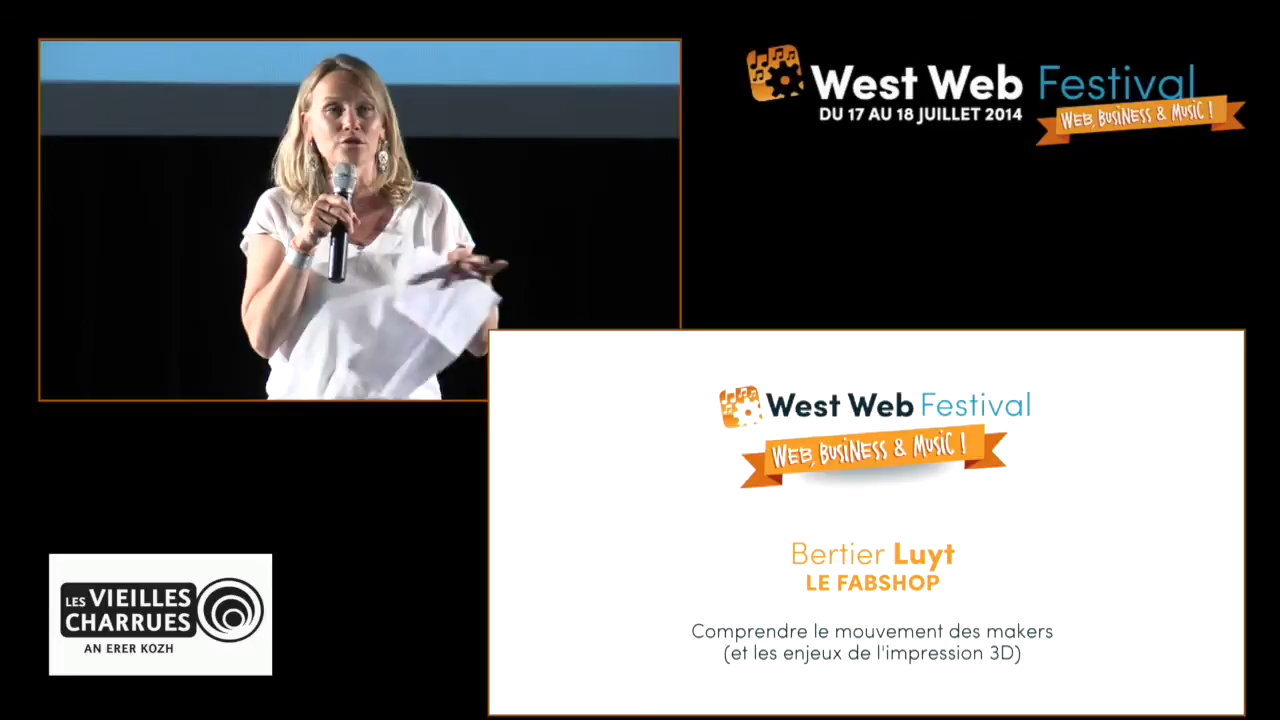 West Web Festival
DU 17 AU 18 JUILLET 2014
WEB, BUSiNESS & MUSiC !
West Web Festival
WEB, BUSiNESS & MUSiC !
Bertier Luyt
LE FABSHOP
Comprendre le mouvement des makers
(et les enjeux de l'impression 3D)
LES VIEILLES
CHARRUES
AN ERER KOZH